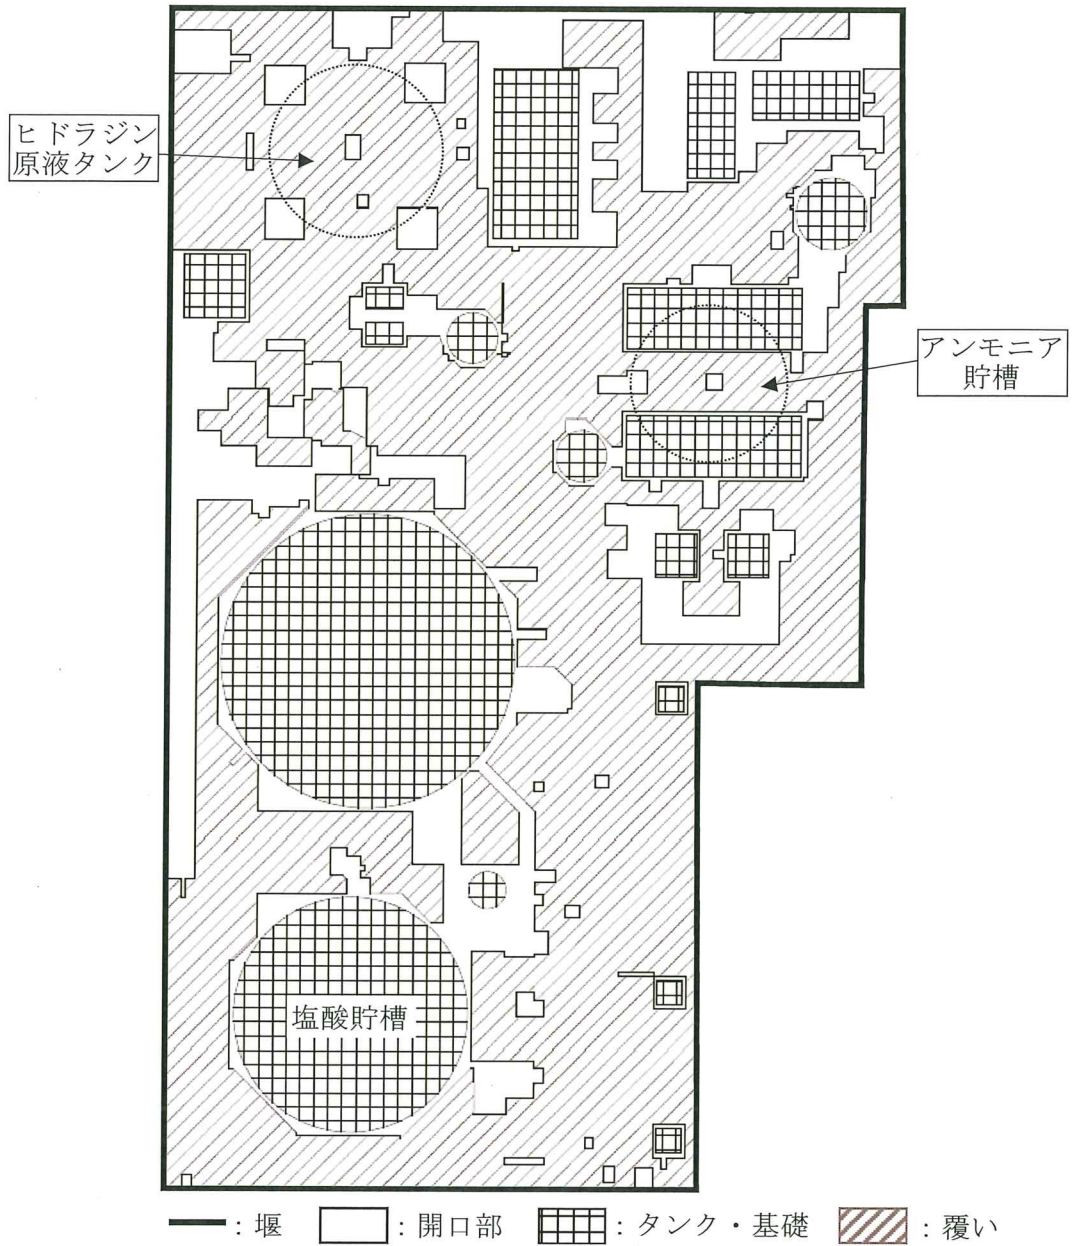 ヒドラジン
原液タンク
アンモニア
貯槽
塩酸貯槽
：堰
：開口部
：タンク・基礎
：覆い